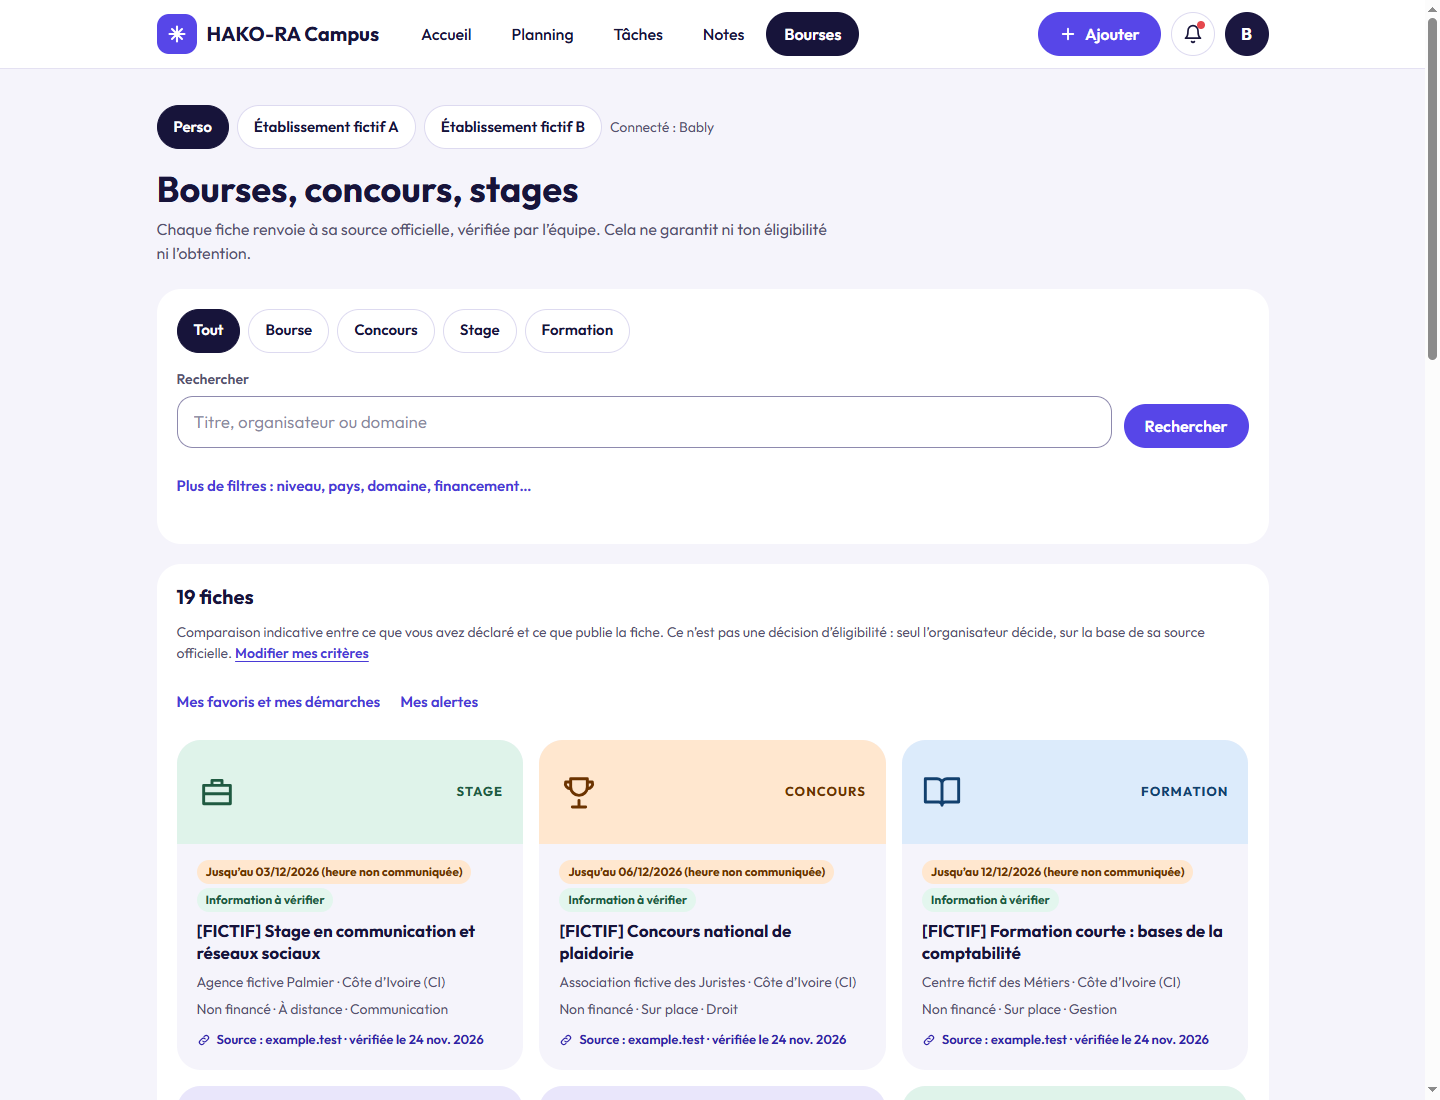 HAKO-RA Campus
Accueil
Planning
Tâches
Notes
Bourses
Ajouter
B
Perso
Établissement fictif A
Établissement fictif B
Connecté : Bably
Bourses, concours, stages
Chaque fiche renvoie à sa source officielle, vérifiée par l’équipe. Cela ne garantit ni ton éligibilité
ni l’obtention.
Tout
Bourse
Concours
Stage
Formation
Rechercher
Titre, organisateur ou domaine
Rechercher
Plus de filtres : niveau, pays, domaine, financement…
19 fiches
Comparaison indicative entre ce que vous avez déclaré et ce que publie la fiche. Ce n’est pas une décision d’éligibilité : seul l’organisateur décide, sur la base de sa source
officielle. Modifier mes critères
Mes favoris et mes démarches
Mes alertes
STAGE
Jusqu’au 03/12/2026 (heure non communiquée)
Information à vérifier
[FICTIF] Stage en communication et
réseaux sociaux
Agence fictive Palmier · Côte d’Ivoire (CI)
Non financé · À distance · Communication
Source : example.test · vérifiée le 24 nov. 2026
CONCOURS
Jusqu’au 06/12/2026 (heure non communiquée)
Information à vérifier
[FICTIF] Concours national de
plaidoirie
Association fictive des Juristes · Côte d’Ivoire (CI)
Non financé · Sur place · Droit
Source : example.test · vérifiée le 24 nov. 2026
FORMATION
Jusqu’au 12/12/2026 (heure non communiquée)
Information à vérifier
[FICTIF] Formation courte : bases de la
comptabilité
Centre fictif des Métiers · Côte d’Ivoire (CI)
Non financé · Sur place · Gestion
Source : example.test · vérifiée le 24 nov. 2026